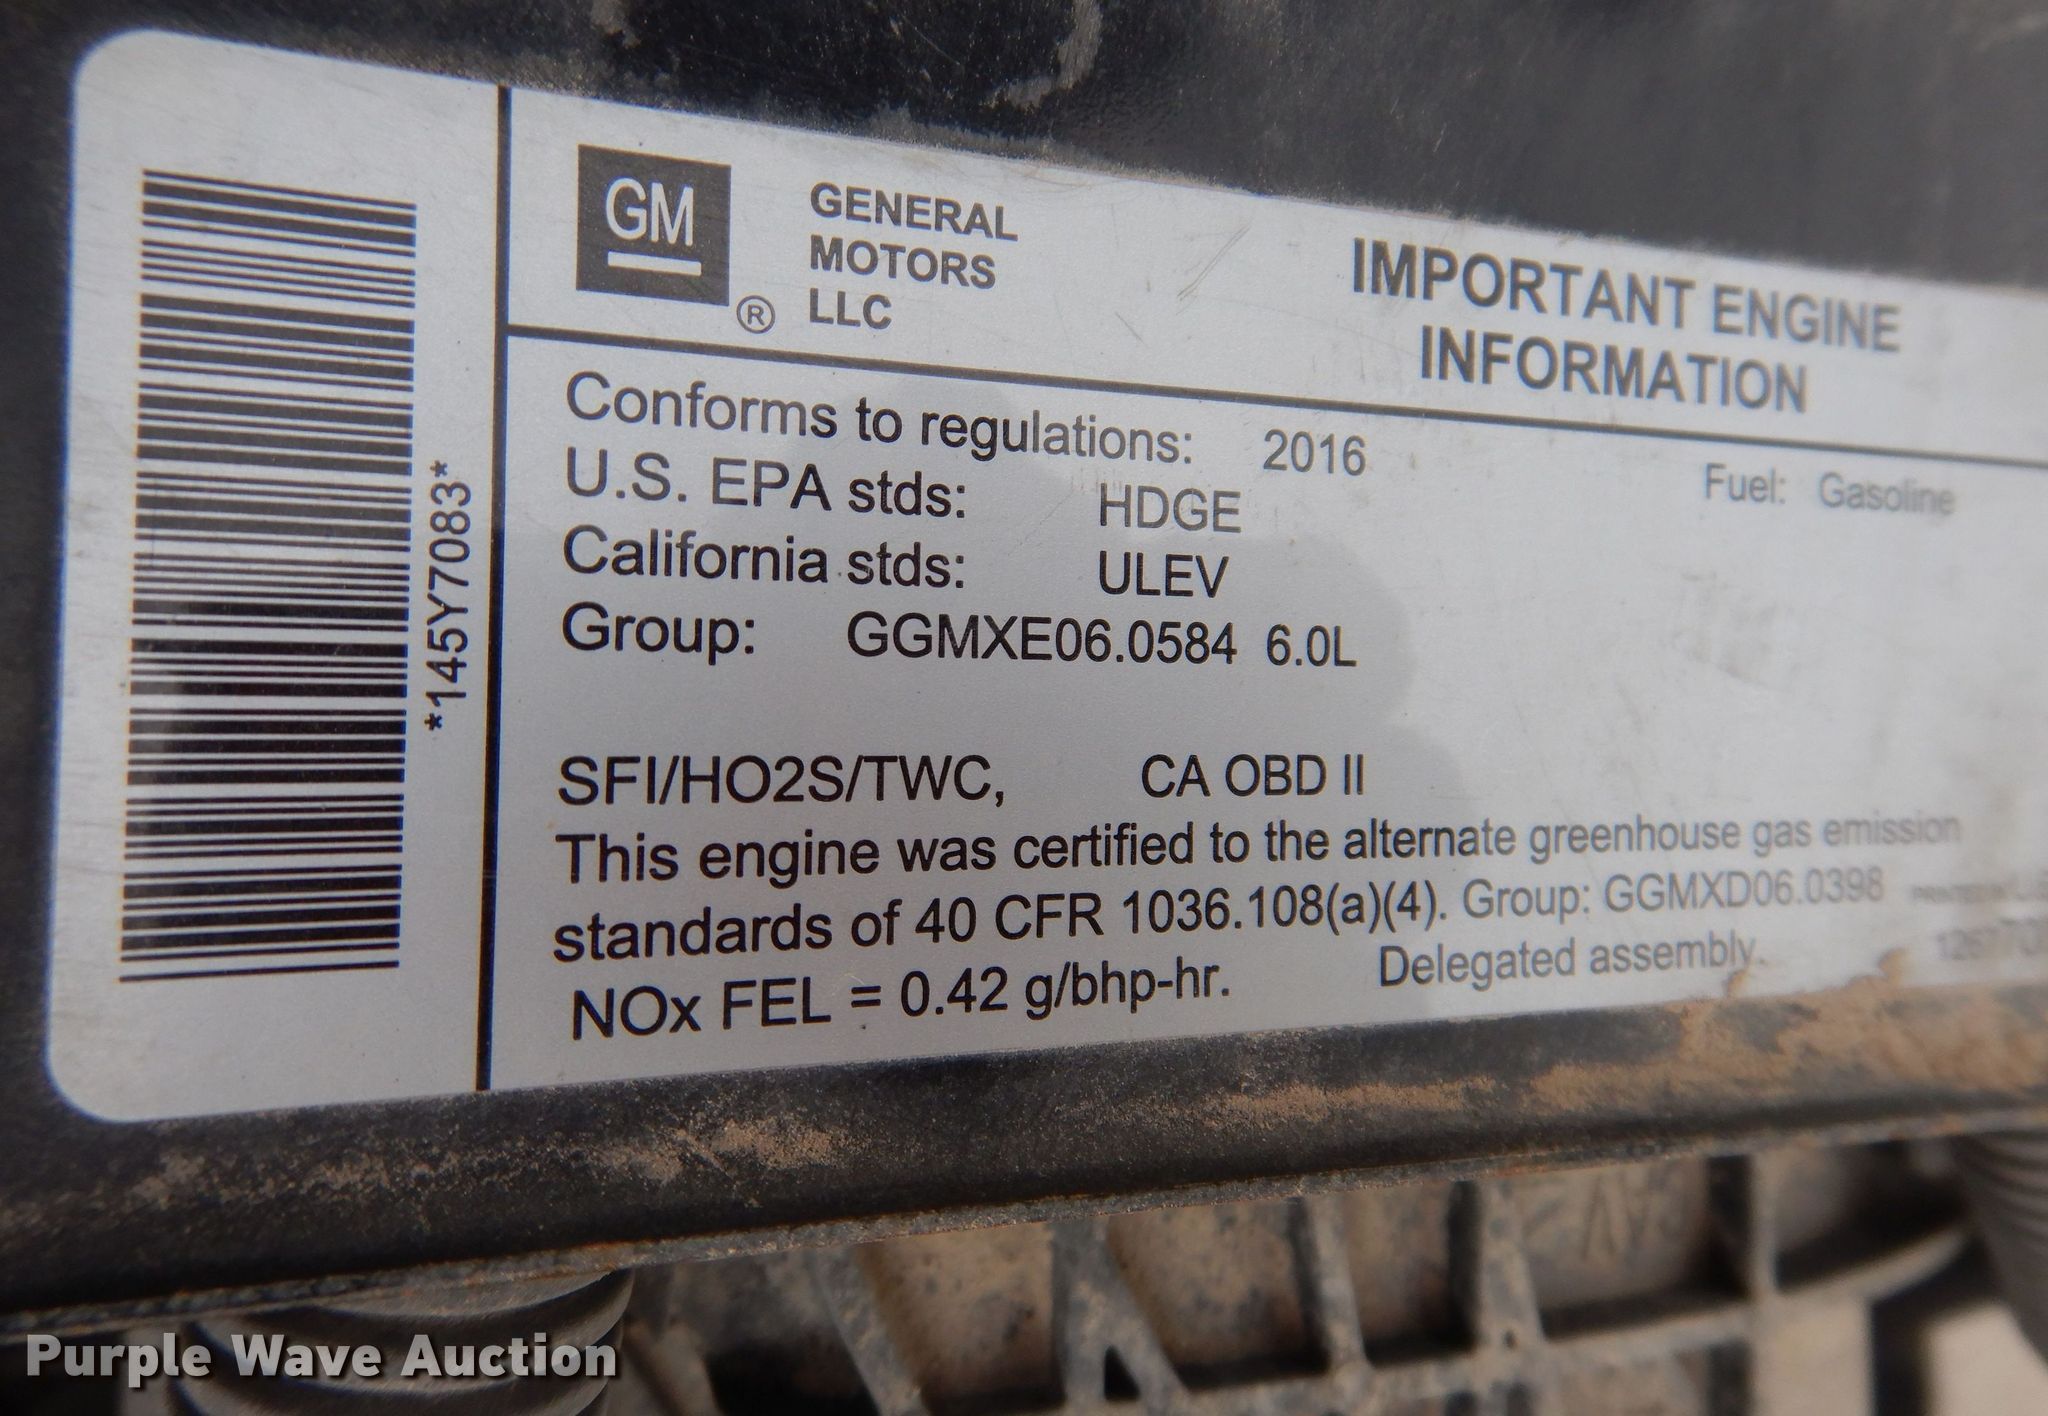 *145Y7083*
GM ®
GENERAL
MOTORS
LLC
IMPORTANT ENGINE
INFORMATION
Conforms to regulations: 2016
Fuel: Gasoline
U.S. EPA stds: HDGE
California stds: ULEV
Group: GGMXE06.0584 6.0L
SFI/HO2S/TWC, CA OBD II
This engine was certified to the alternate greenhouse gas emission
standards of 40 CFR 1036.108(a)(4). Group: GGMXD06.0398
NOx FEL = 0.42 g/bhp-hr. Delegated assembly.
Purple Wave Auction